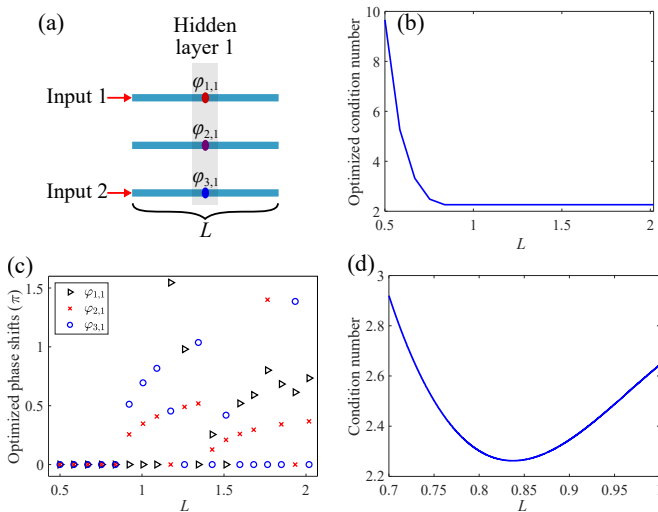 (a)
Hidden
layer 1
φ1,1
Input 1
φ2,1
φ3,1
Input 2
L
(b)
Optimized condition number
10
8
6
4
2
0.5
1
1.5
2
L
(c)
Optimized phase shifts (π)
1.5
1
0.5
0
φ1,1
φ2,1
φ3,1
0.5
1
1.5
2
L
(d)
Condition number
3
2.8
2.6
2.4
2.2
0.7
0.75
0.8
0.85
0.9
0.95
L